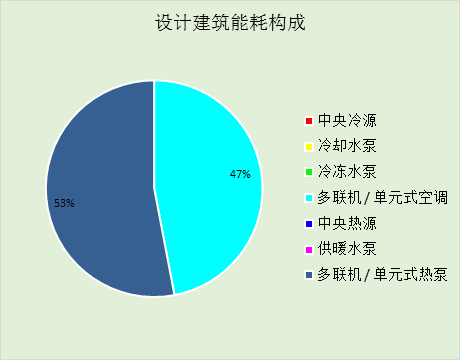 设计建筑能耗构成
中央冷源
冷却水泵
冷冻水泵
47%
多联机/单元式空调
53%
中央热源
供暖水泵
多联机/单元式热泵